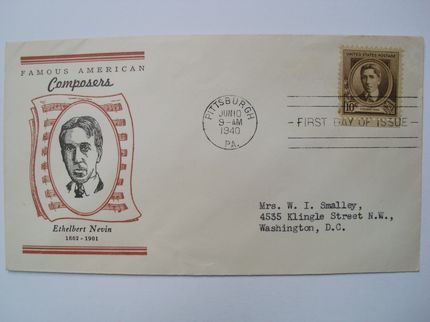 FAMOUS AMERICAN
Composers
Ethelbert Nevin
1862-1901
PITTSBURGH
JUN 10
9-AM
1940
PA.
UNITED STATES POSTAGE
10¢
FIRST DAY OF ISSUE
Mrs. W. I. Smalley,
4535 Klingle Street N.W.,
Washington, D.C.